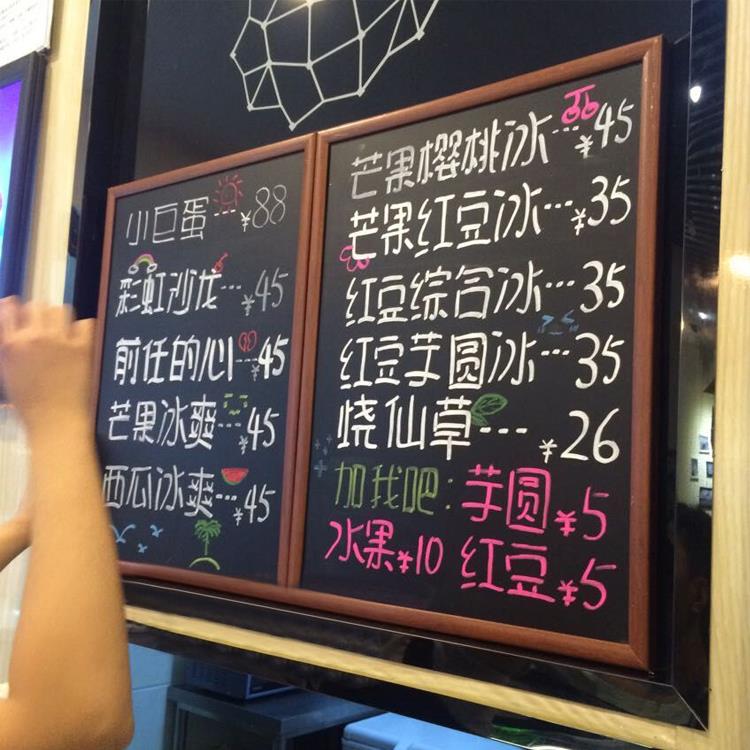 小巨蛋---¥88
彩虹沙龙---¥45
前任的心---¥45
芒果冰爽---¥45
西瓜冰爽---¥45
芒果樱桃冰---¥45
芒果红豆冰---¥35
红豆综合冰---35
红豆芋圆冰---35
烧仙草---¥26
加我吧:芋圆¥5
水果¥10 红豆¥5